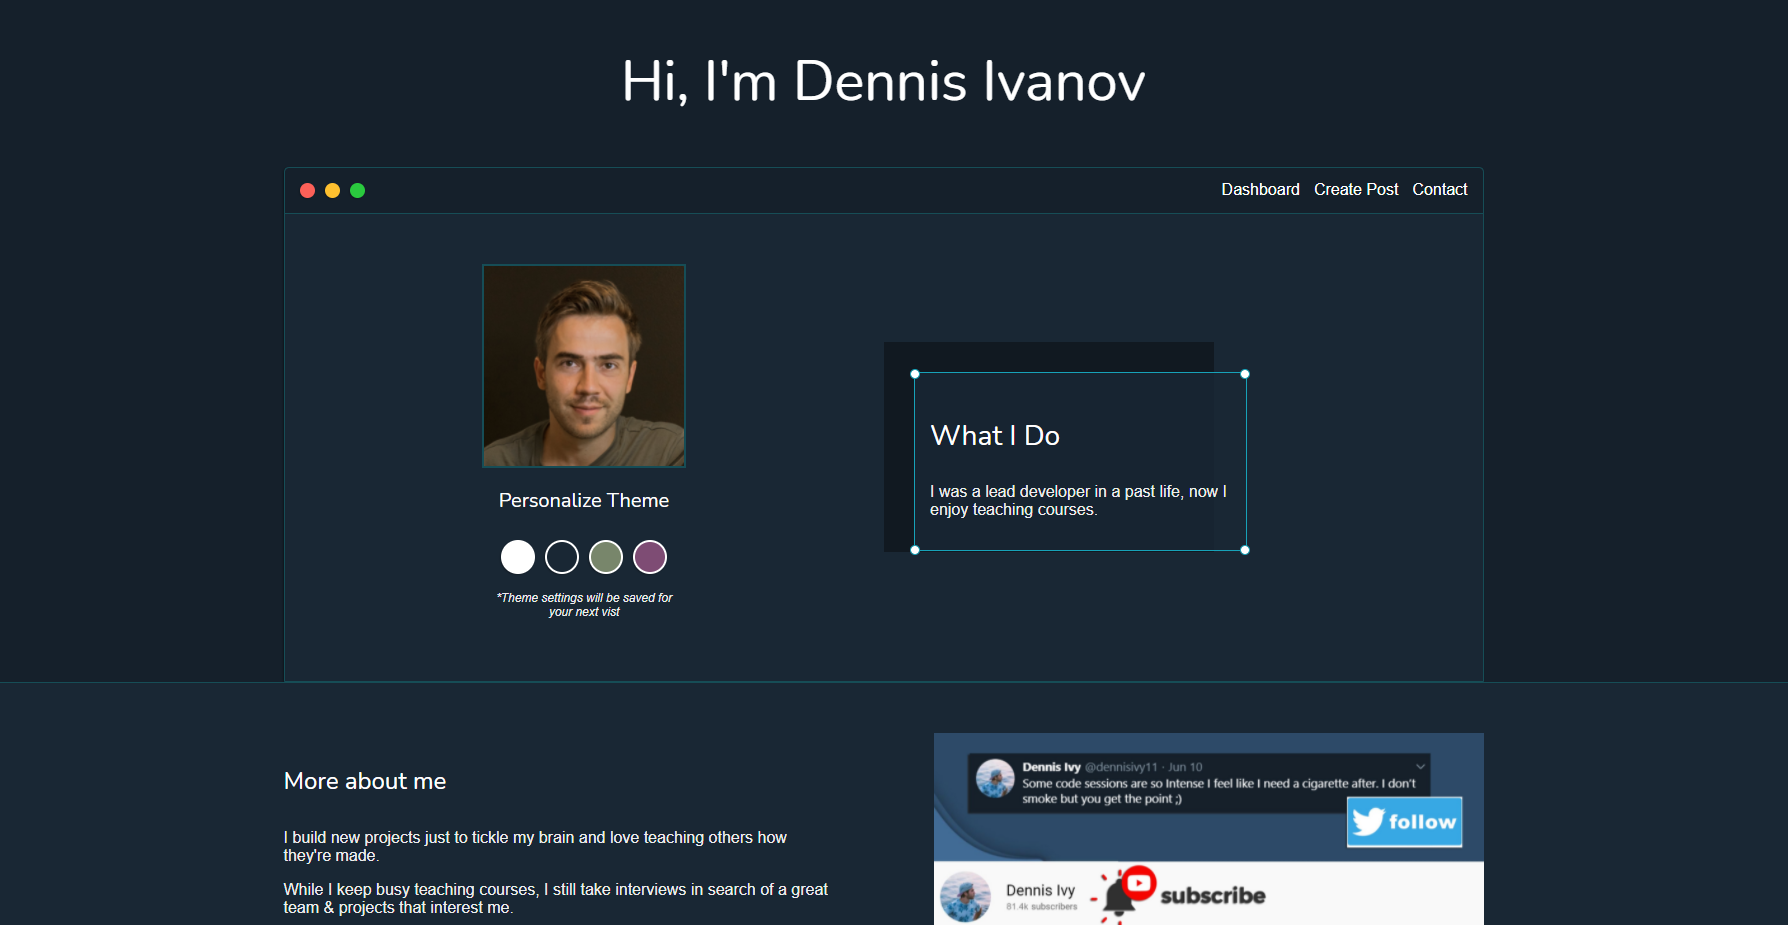 Hi, I'm Dennis Ivanov
Dashboard Create Post Contact
Personalize Theme
*Theme settings will be saved for
your next vist
What I Do
I was a lead developer in a past life, now I
enjoy teaching courses.
More about me
I build new projects just to tickle my brain and love teaching others how
they're made.
While I keep busy teaching courses, I still take interviews in search of a great
team & projects that interest me.
Dennis Ivy @dennisivy11 · Jun 10
Some code sessions are so Intense I feel like I need a cigarette after. I don't
smoke but you get the point ;)
follow
Dennis Ivy
81.4k subscribers
subscribe